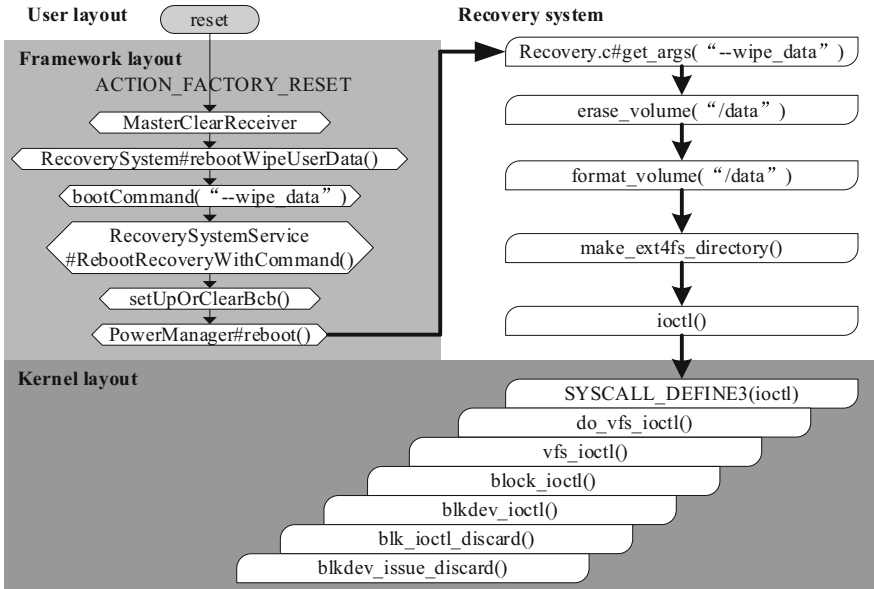 User layout
reset
Framework layout
ACTION_FACTORY_RESET
MasterClearReceiver
RecoverySystem#rebootWipeUserData()
bootCommand( “--wipe_data” )
RecoverySystemService
#RebootRecoveryWithCommand()
setUpOrClearBcb()
PowerManager#reboot()
Recovery system
Recovery.c#get_args( “--wipe_data” )
erase_volume( “/data” )
format_volume( “/data” )
make_ext4fs_directory()
ioctl()
Kernel layout
SYSCALL_DEFINE3(ioctl)
do_vfs_ioctl()
vfs_ioctl()
block_ioctl()
blkdev_ioctl()
blk_ioctl_discard()
blkdev_issue_discard()